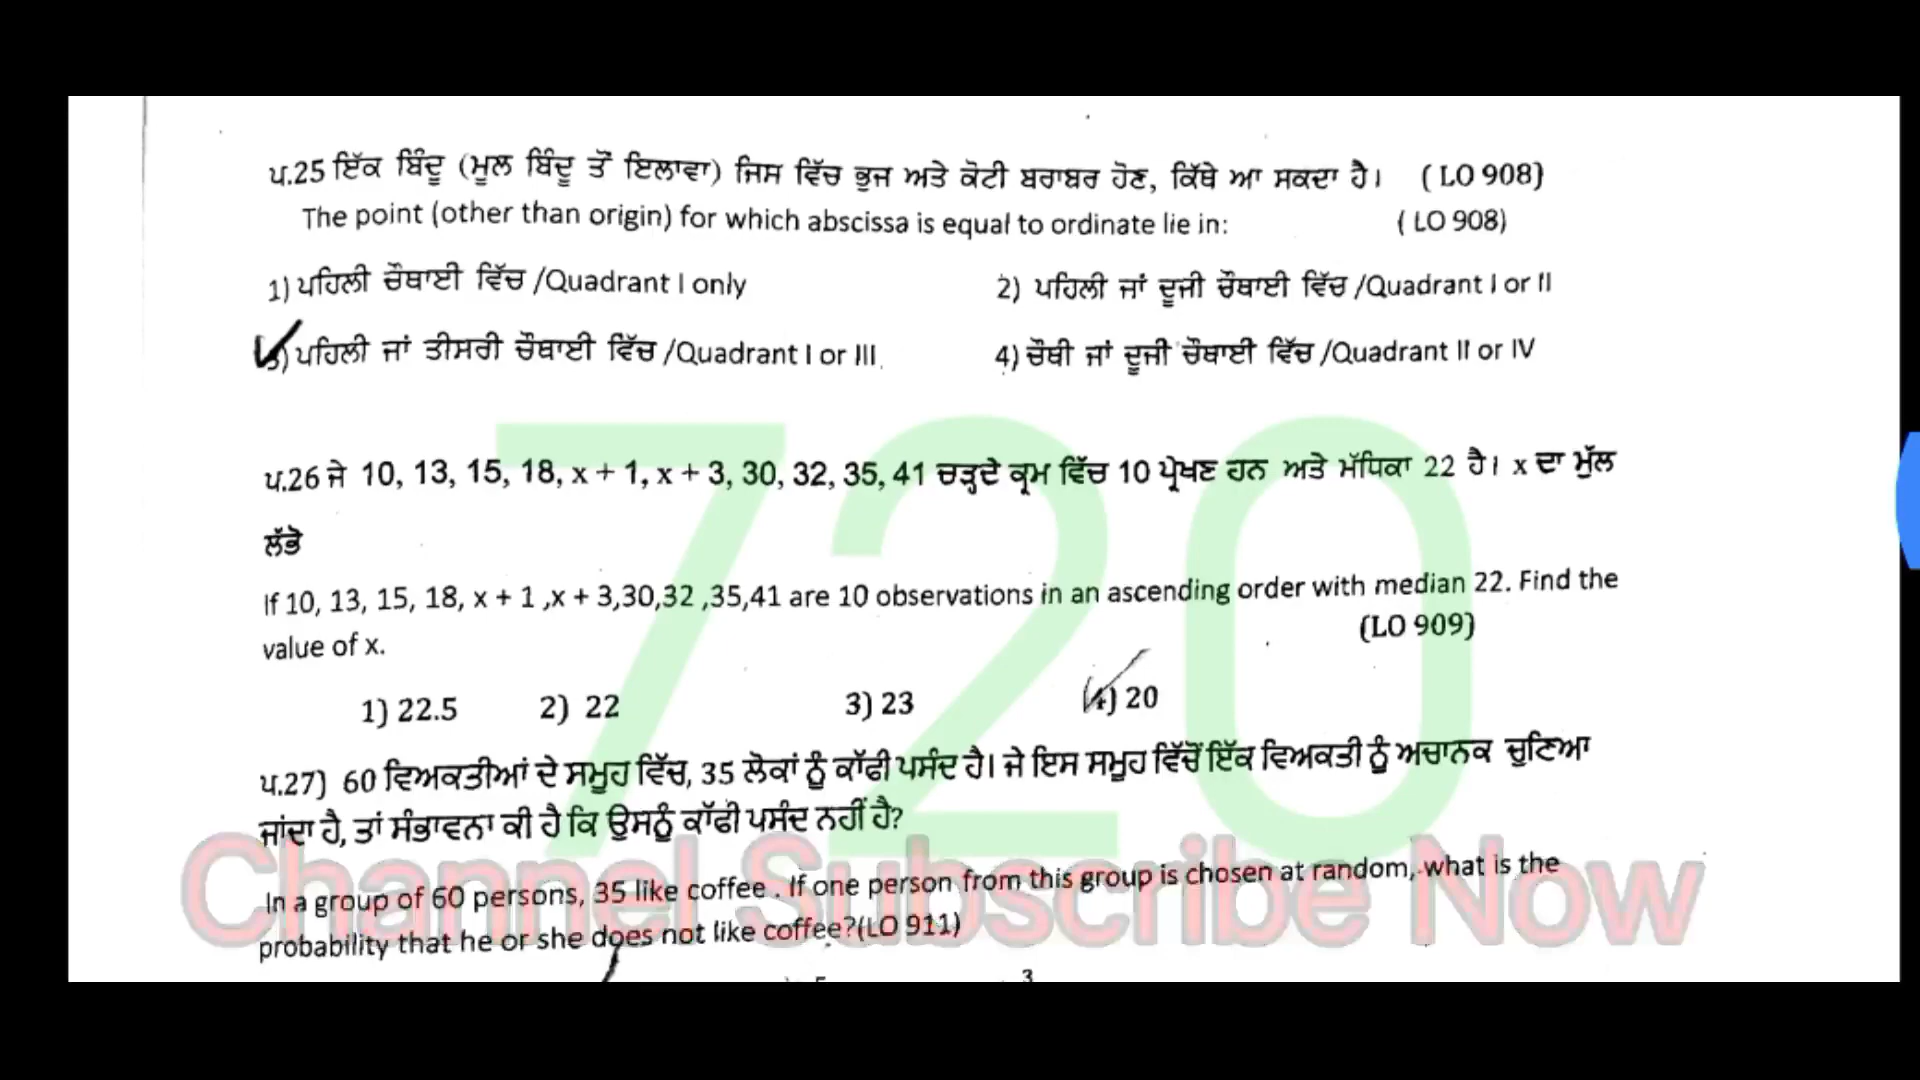 ਪ.25 ਇੱਕ ਬਿੰਦੂ (ਮੂਲ ਬਿੰਦੂ ਤੋਂ ਇਲਾਵਾ) ਜਿਸ ਵਿੱਚ ਭੁਜ ਅਤੇ ਕੋਟੀ ਬਰਾਬਰ ਹੋਣ, ਕਿੱਥੇ ਆ ਸਕਦਾ ਹੈ। ( LO 908)
The point (other than origin) for which abscissa is equal to ordinate lie in: ( LO 908)
1) ਪਹਿਲੀ ਚੌਥਾਈ ਵਿੱਚ /Quadrant I only 2) ਪਹਿਲੀ ਜਾਂ ਦੂਜੀ ਚੌਥਾਈ ਵਿੱਚ /Quadrant I or II
3) ਪਹਿਲੀ ਜਾਂ ਤੀਸਰੀ ਚੌਥਾਈ ਵਿੱਚ /Quadrant I or III 4) ਚੌਥੀ ਜਾਂ ਦੂਜੀ ਚੌਥਾਈ ਵਿੱਚ /Quadrant II or IV
720
ਪ.26 ਜੇ 10, 13, 15, 18, x + 1, x + 3, 30, 32, 35, 41 ਚੜ੍ਹਦੇ ਕ੍ਰਮ ਵਿੱਚ 10 ਪ੍ਰੇਖਣ ਹਨ ਅਤੇ ਮੱਧਿਕਾ 22 ਹੈ। x ਦਾ ਮੁੱਲ
ਲੱਭੋ
If 10, 13, 15, 18, x + 1 ,x + 3,30,32 ,35,41 are 10 observations in an ascending order with median 22. Find the
value of x. (LO 909)
1) 22.5 2) 22 3) 23 4) 20
ਪ.27) 60 ਵਿਅਕਤੀਆਂ ਦੇ ਸਮੂਹ ਵਿੱਚ, 35 ਲੋਕਾਂ ਨੂੰ ਕਾੱਫੀ ਪਸੰਦ ਹੈ। ਜੇ ਇਸ ਸਮੂਹ ਵਿੱਚੋਂ ਇੱਕ ਵਿਅਕਤੀ ਨੂੰ ਅਚਾਨਕ ਚੁਣਿਆ
ਜਾਂਦਾ ਹੈ, ਤਾਂ ਸੰਭਾਵਨਾ ਕੀ ਹੈ ਕਿ ਉਸਨੂੰ ਕਾੱਫੀ ਪਸੰਦ ਨਹੀਂ ਹੈ?
Channel Subscribe Now
In a group of 60 persons, 35 like coffee . If one person from this group is chosen at random, what is the
probability that he or she does not like coffee?(LO 911)